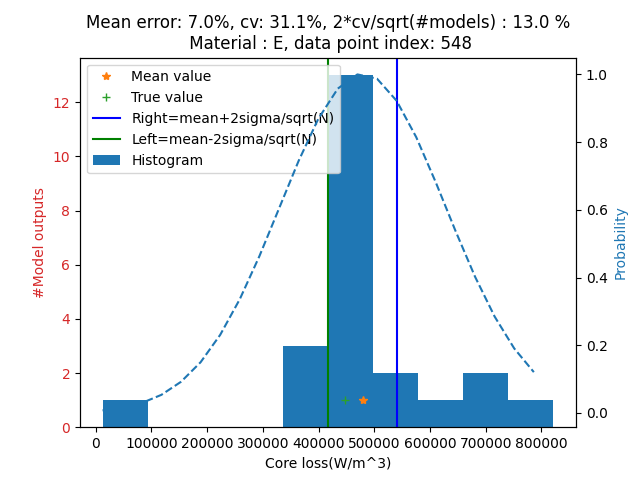 Mean error: 7.0%, cv: 31.1%, 2*cv/sqrt(#models) : 13.0 %
Material : E, data point index: 548
Mean value
True value
Right=mean+2sigma/sqrt(N)
Left=mean-2sigma/sqrt(N)
Histogram
#Model outputs
12
10
8
6
4
2
0
1.0
0.8
0.6
0.4
0.2
0.0
Probability
0 100000 200000 300000 400000 500000 600000 700000 800000
Core loss(W/m^3)